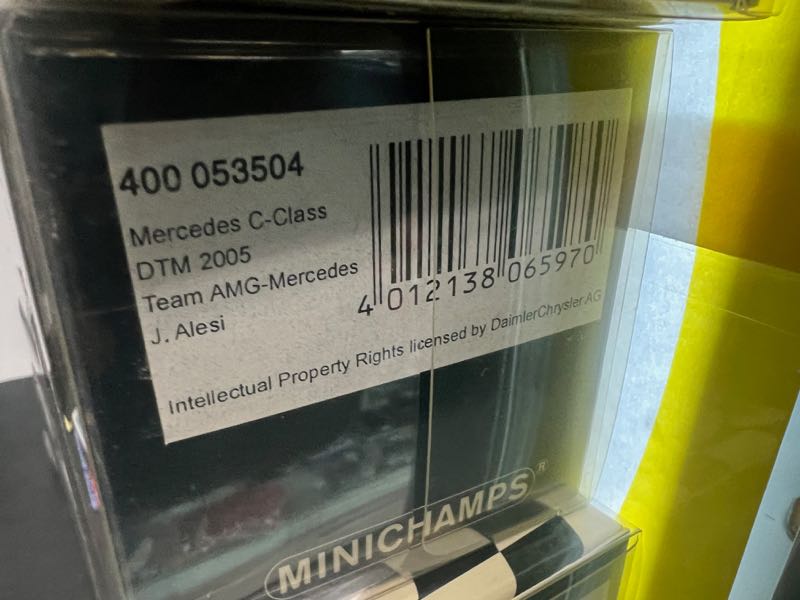 400 053504
Mercedes C-Class
DTM 2005
Team AMG-Mercedes
J. Alesi
4 012138 065970
Intellectual Property Rights licensed by DaimlerChrysler AG
MINICHAMPS®